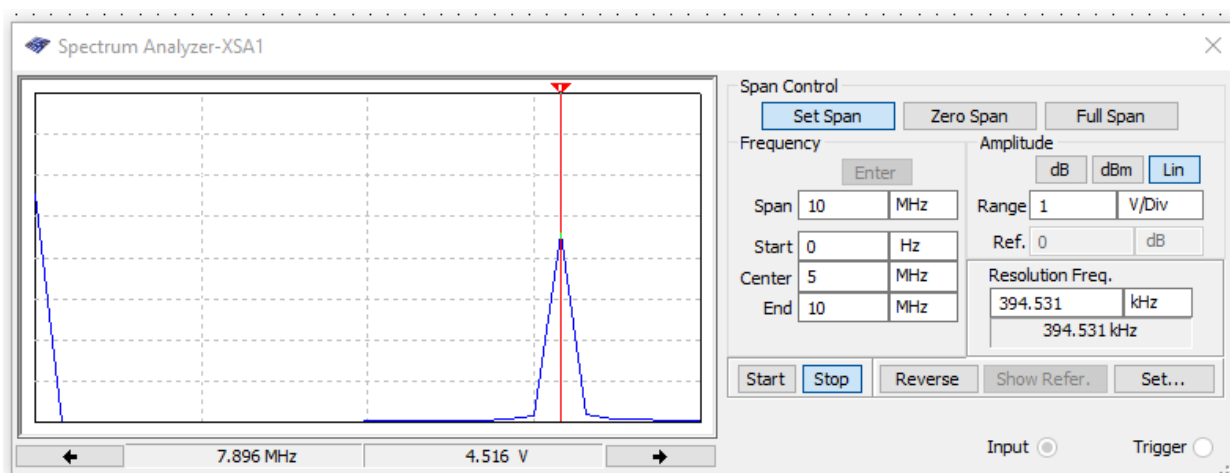 Spectrum Analyzer-XSA1
Span Control
Set Span Zero Span Full Span
Frequency
Enter
Span 10 MHz
Start 0 Hz
Center 5 MHz
End 10 MHz
Amplitude
dB dBm Lin
Range 1 V/Div
Ref. 0 dB
Resolution Freq.
394.531 kHz
394.531 kHz
Start Stop Reverse Show Refer. Set...
7.896 MHz 4.516 V
Input Trigger